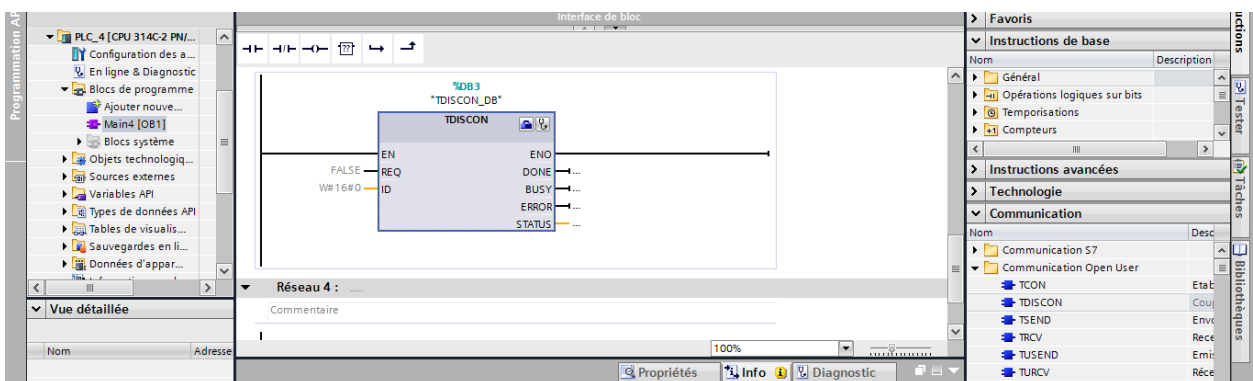 Interface de bloc
Programmation AP
PLC_4 [CPU 314C-2 PN/...
Configuration des a...
En ligne & Diagnostic
Blocs de programme
Ajouter nouve...
Main4 [OB1]
Blocs système
Objets technologiq...
Sources externes
Variables API
Types de données API
Tables de visualis...
Sauvegardes en li...
Données d'appar...
Vue détaillée
Nom Adresse
%DB3
"TDISCON_DB"
TDISCON
EN ENO
FALSE REQ DONE ...
W#16#0 ID BUSY ...
ERROR ...
STATUS ...
Réseau 4 : .....
Commentaire
100%
Propriétés Info Diagnostic
Favoris
Instructions de base
Nom Description
Général
Opérations logiques sur bits
Temporisations
Compteurs
Instructions avancées
Technologie
Communication
Nom Desc
Communication S7
Communication Open User
TCON Etab
TDISCON Coup
TSEND Envo
TRCV Rece
TUSEND Emis
TURCV Réce
uctions
Tester
Tâches
Bibliothèques